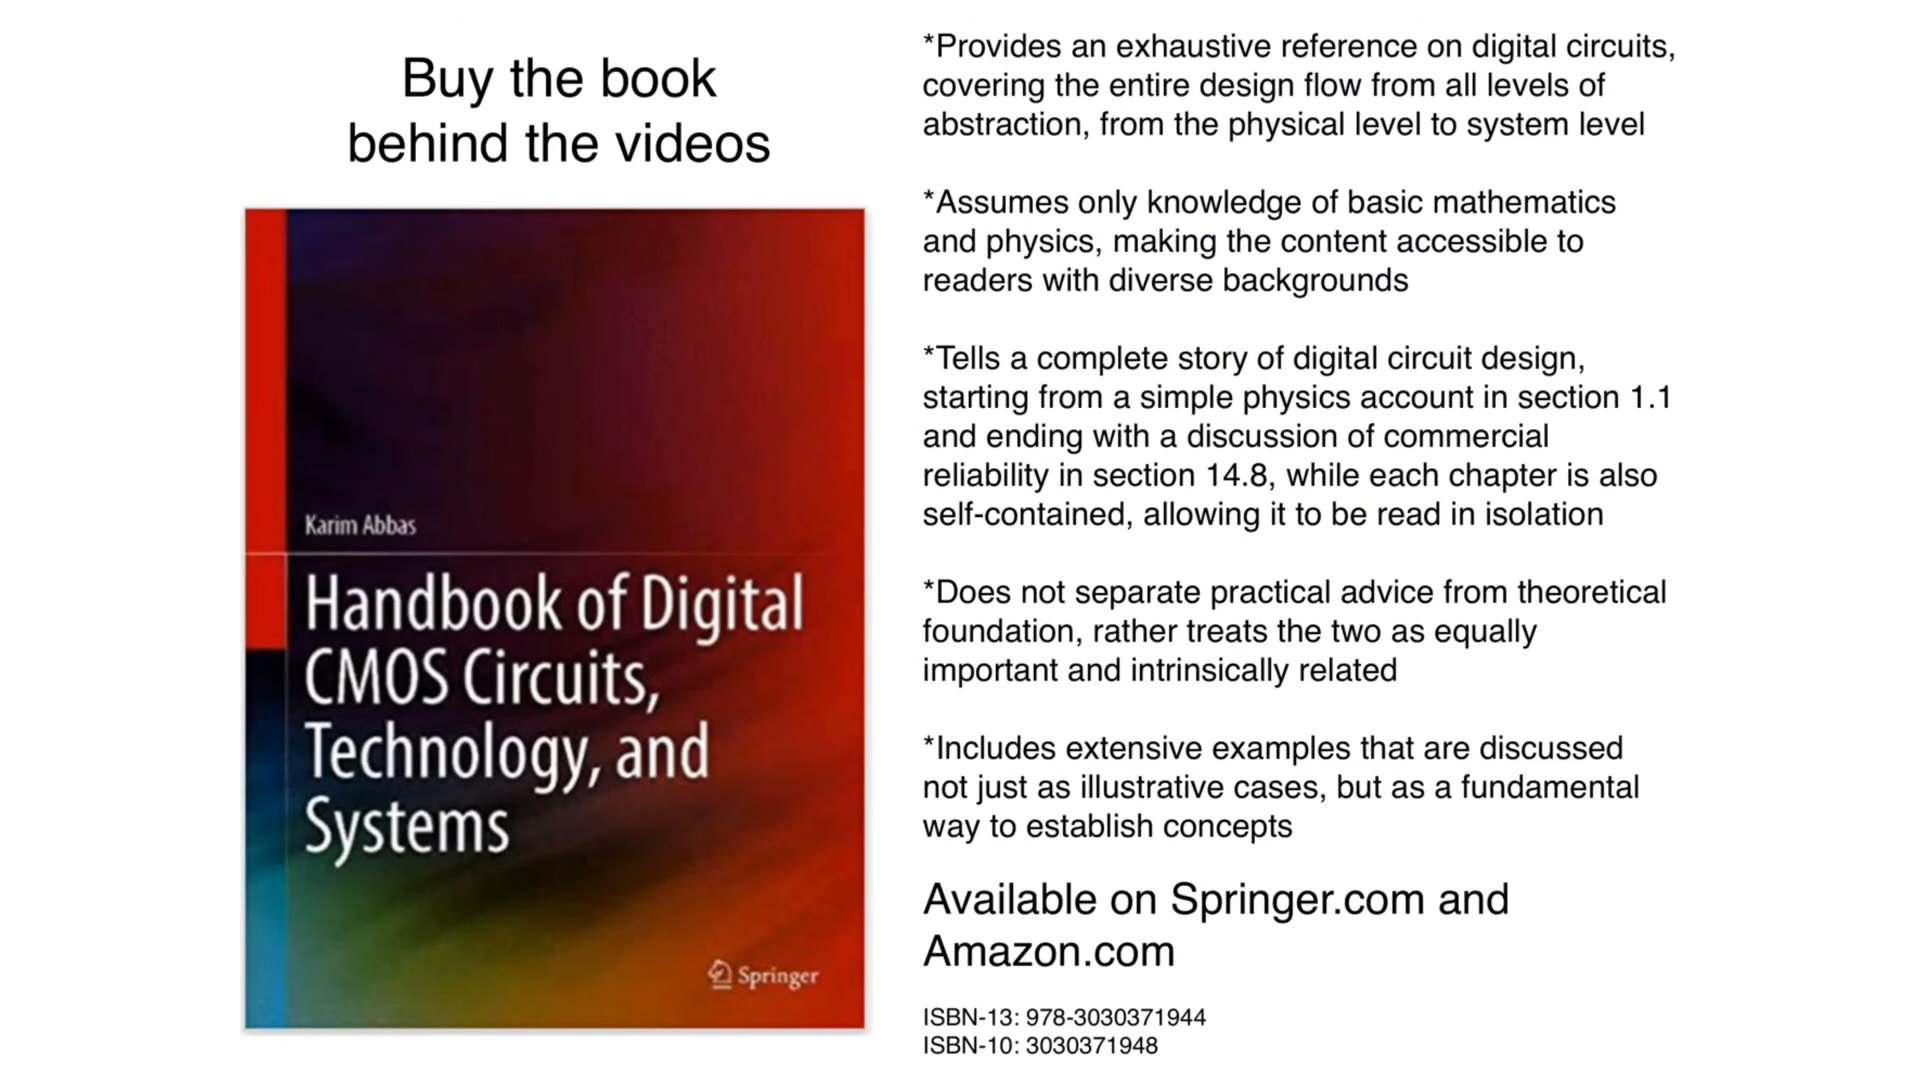 Buy the book
behind the videos
Karim Abbas
Handbook of Digital
CMOS Circuits,
Technology, and
Systems
Springer
*Provides an exhaustive reference on digital circuits,
covering the entire design flow from all levels of
abstraction, from the physical level to system level
*Assumes only knowledge of basic mathematics
and physics, making the content accessible to
readers with diverse backgrounds
*Tells a complete story of digital circuit design,
starting from a simple physics account in section 1.1
and ending with a discussion of commercial
reliability in section 14.8, while each chapter is also
self-contained, allowing it to be read in isolation
*Does not separate practical advice from theoretical
foundation, rather treats the two as equally
important and intrinsically related
*Includes extensive examples that are discussed
not just as illustrative cases, but as a fundamental
way to establish concepts
Available on Springer.com and
Amazon.com
ISBN-13: 978-3030371944
ISBN-10: 3030371948